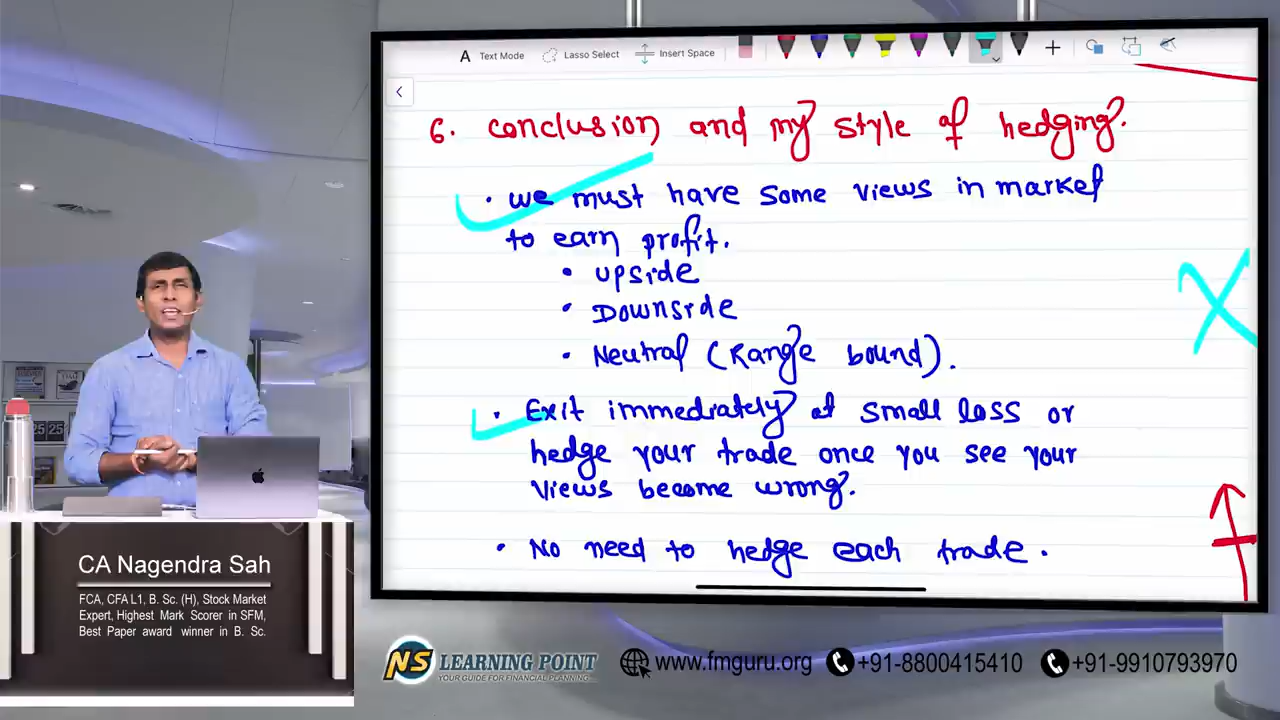 Text Mode
Lasso Select
Insert Space
6. Conclusion and my style of hedging.
• We must have some views in market
to earn profit.
• Upside
• Downside
• Neutral (Range bound).
• Exit immediately at small loss or
hedge your trade once you see your
views become wrong.
• No need to hedge each trade.
CA Nagendra Sah
FCA, CFA L1, B. Sc. (H), Stock Market
Expert, Highest Mark Scorer in SFM,
Best Paper award winner in B. Sc.
NS LEARNING POINT
YOUR GUIDE FOR FINANCIAL PLANNING....
www.fmguru.org
+91-8800415410
+91-9910793970